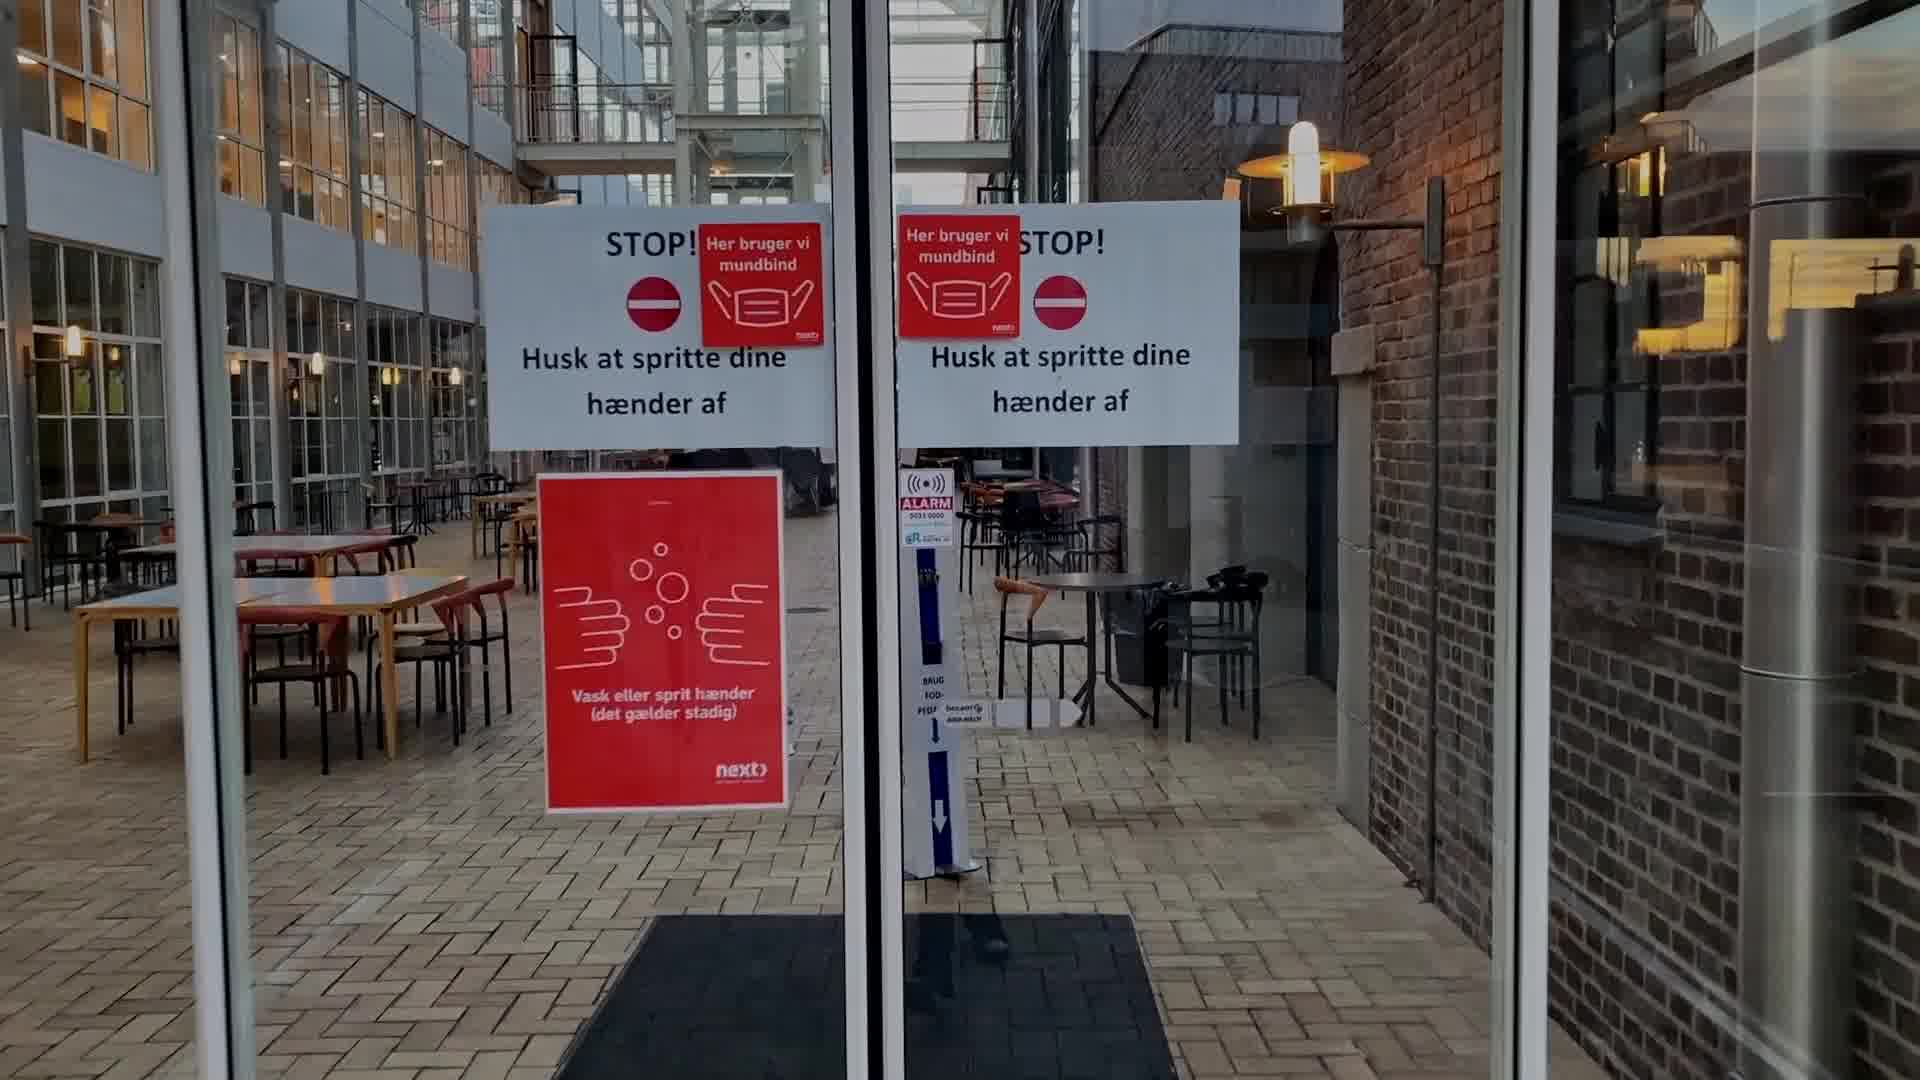 STOP!
Her bruger vi
mundbind
next
Husk at spritte dine
hænder af
Her bruger vi
mundbind
next
STOP!
Husk at spritte dine
hænder af
Vask eller sprit hænder
(det gælder stadig)
next
ALARM
BRUG
FOD-